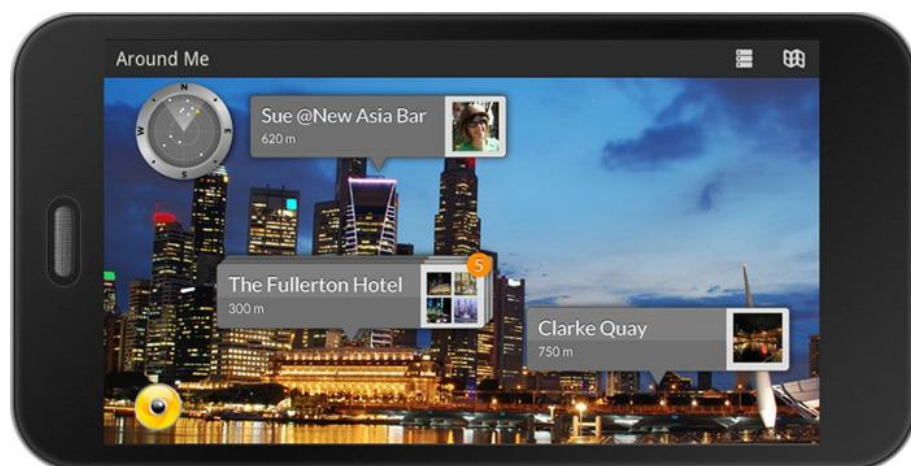 Around Me
N
E
S
W
Sue @New Asia Bar
620 m
5
The Fullerton Hotel
300 m
Clarke Quay
750 m